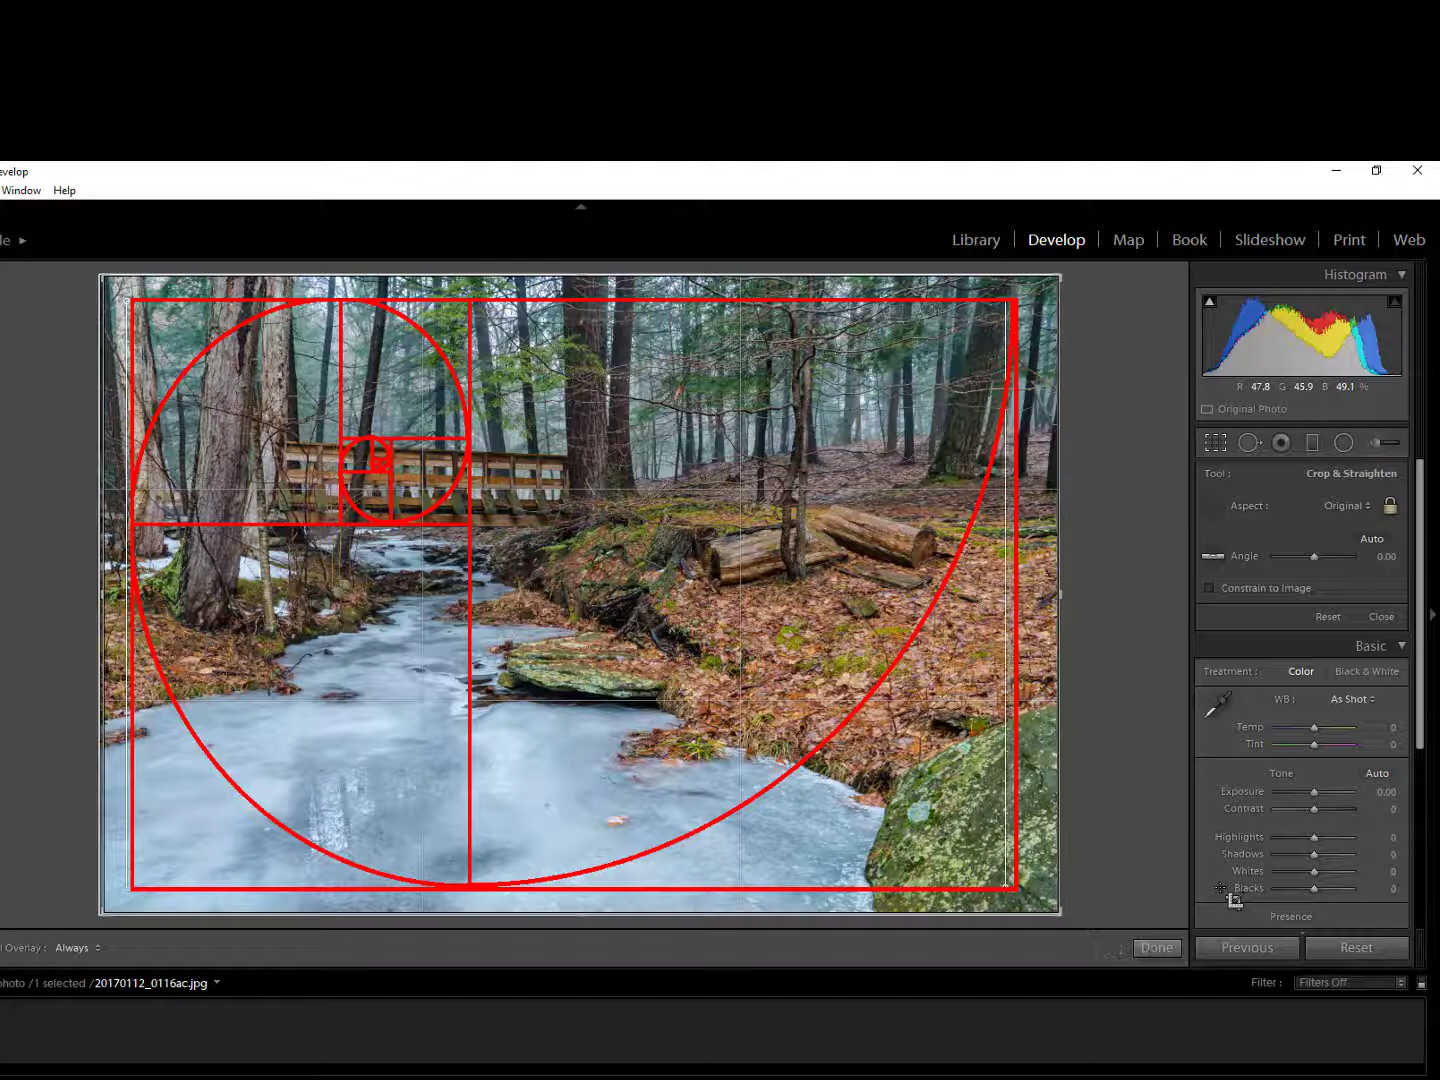 evelop
Window Help
le
Library Develop Map Book Slideshow Print Web
Histogram
R 47.8 G 45.9 B 49.1 %
Original Photo
Tool : Crop & Straighten
Aspect : Original
Auto
Angle 0.00
Constrain to Image
Reset Close
Basic
Treatment : Color Black & White
WB : As Shot
Temp 0
Tint 0
Tone Auto
Exposure 0.00
Contrast 0
Highlights 0
Shadows 0
Whites 0
Blacks 0
Presence
l Overlay : Always Done Previous Reset
photo / 1 selected / 20170112_0116ac.jpg Filter : Filters Off